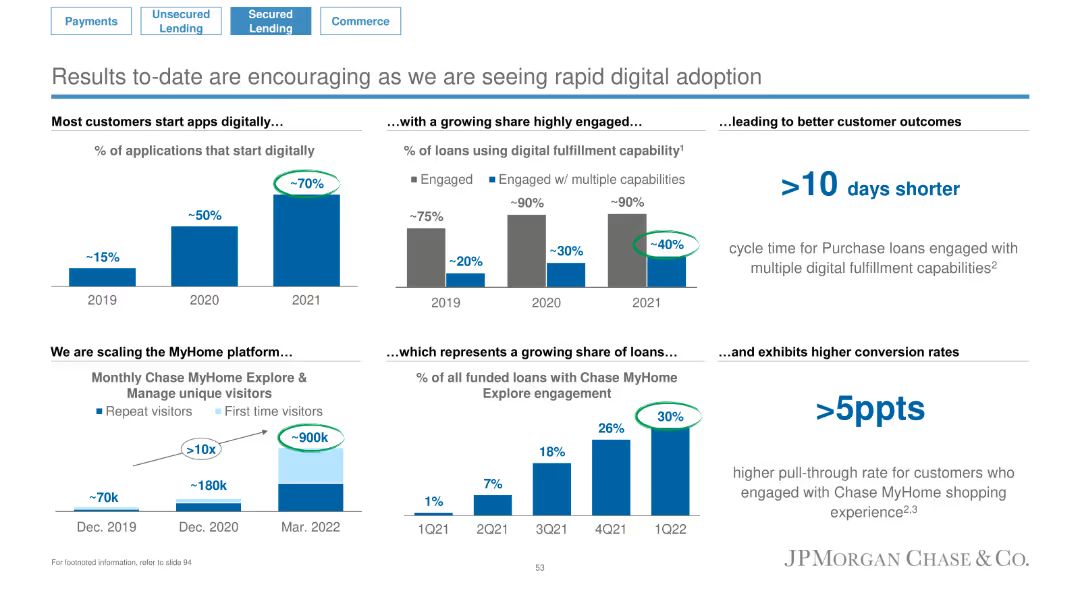 Payments
Unsecured
Lending
Secured
Lending
Commerce
Results to-date are encouraging as we are seeing rapid digital adoption
Most customers start apps digitally…
% of applications that start digitally
~15%
~50%
~70%
2019
2020
2021
…with a growing share highly engaged…
% of loans using digital fulfillment capability¹
Engaged
Engaged w/ multiple capabilities
~75%
~20%
~90%
~30%
~90%
~40%
2019
2020
2021
…leading to better customer outcomes
>10 days shorter
cycle time for Purchase loans engaged with
multiple digital fulfillment capabilities²
We are scaling the MyHome platform…
Monthly Chase MyHome Explore &
Manage unique visitors
Repeat visitors
First time visitors
~70k
~180k
>10x
~900k
Dec. 2019
Dec. 2020
Mar. 2022
…which represents a growing share of loans…
% of all funded loans with Chase MyHome
Explore engagement
1%
7%
18%
26%
30%
1Q21
2Q21
3Q21
4Q21
1Q22
…and exhibits higher conversion rates
>5ppts
higher pull-through rate for customers who
engaged with Chase MyHome shopping
experience²,³
For footnoted information, refer to slide 94
53
JPMORGAN CHASE & CO.